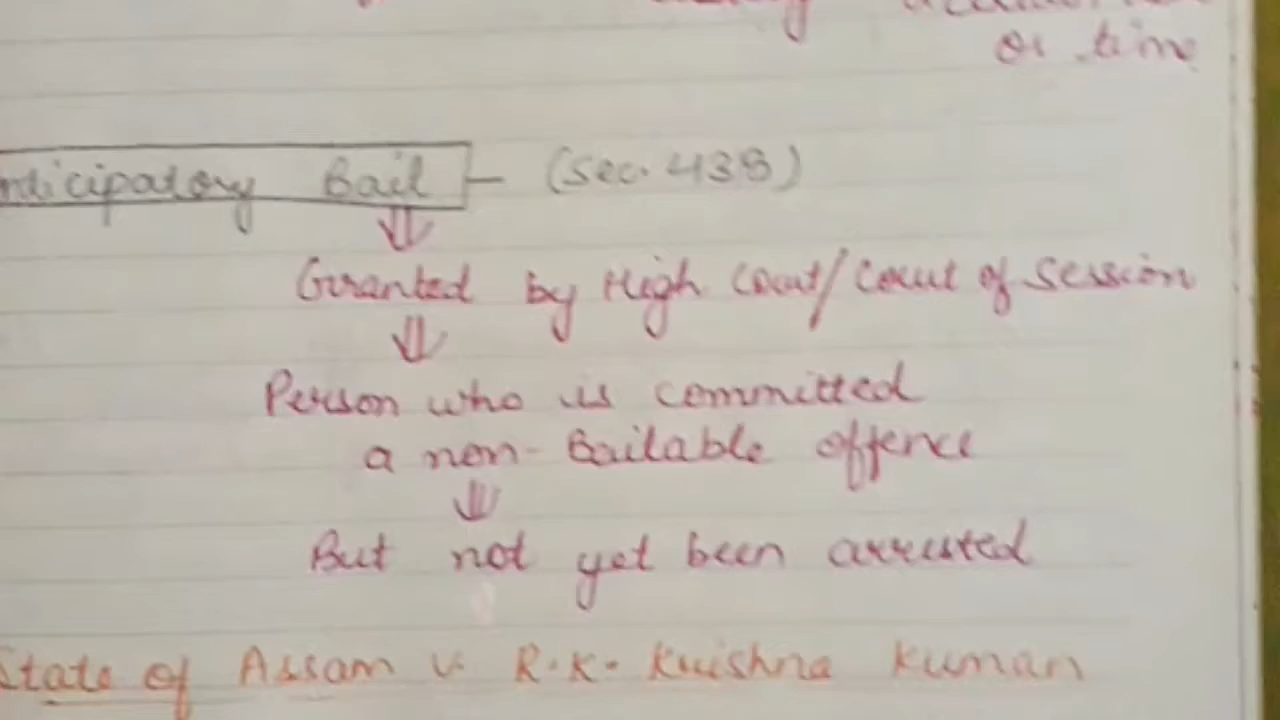 or time
Anticipatory Bail – (Sec. 438)
⇓
Granted by High Court/Court of Session
⇓
Person who is committed
a non-Bailable offence
⇓
But not yet been arrested
State of Assam v. R.K. Krishna Kumar